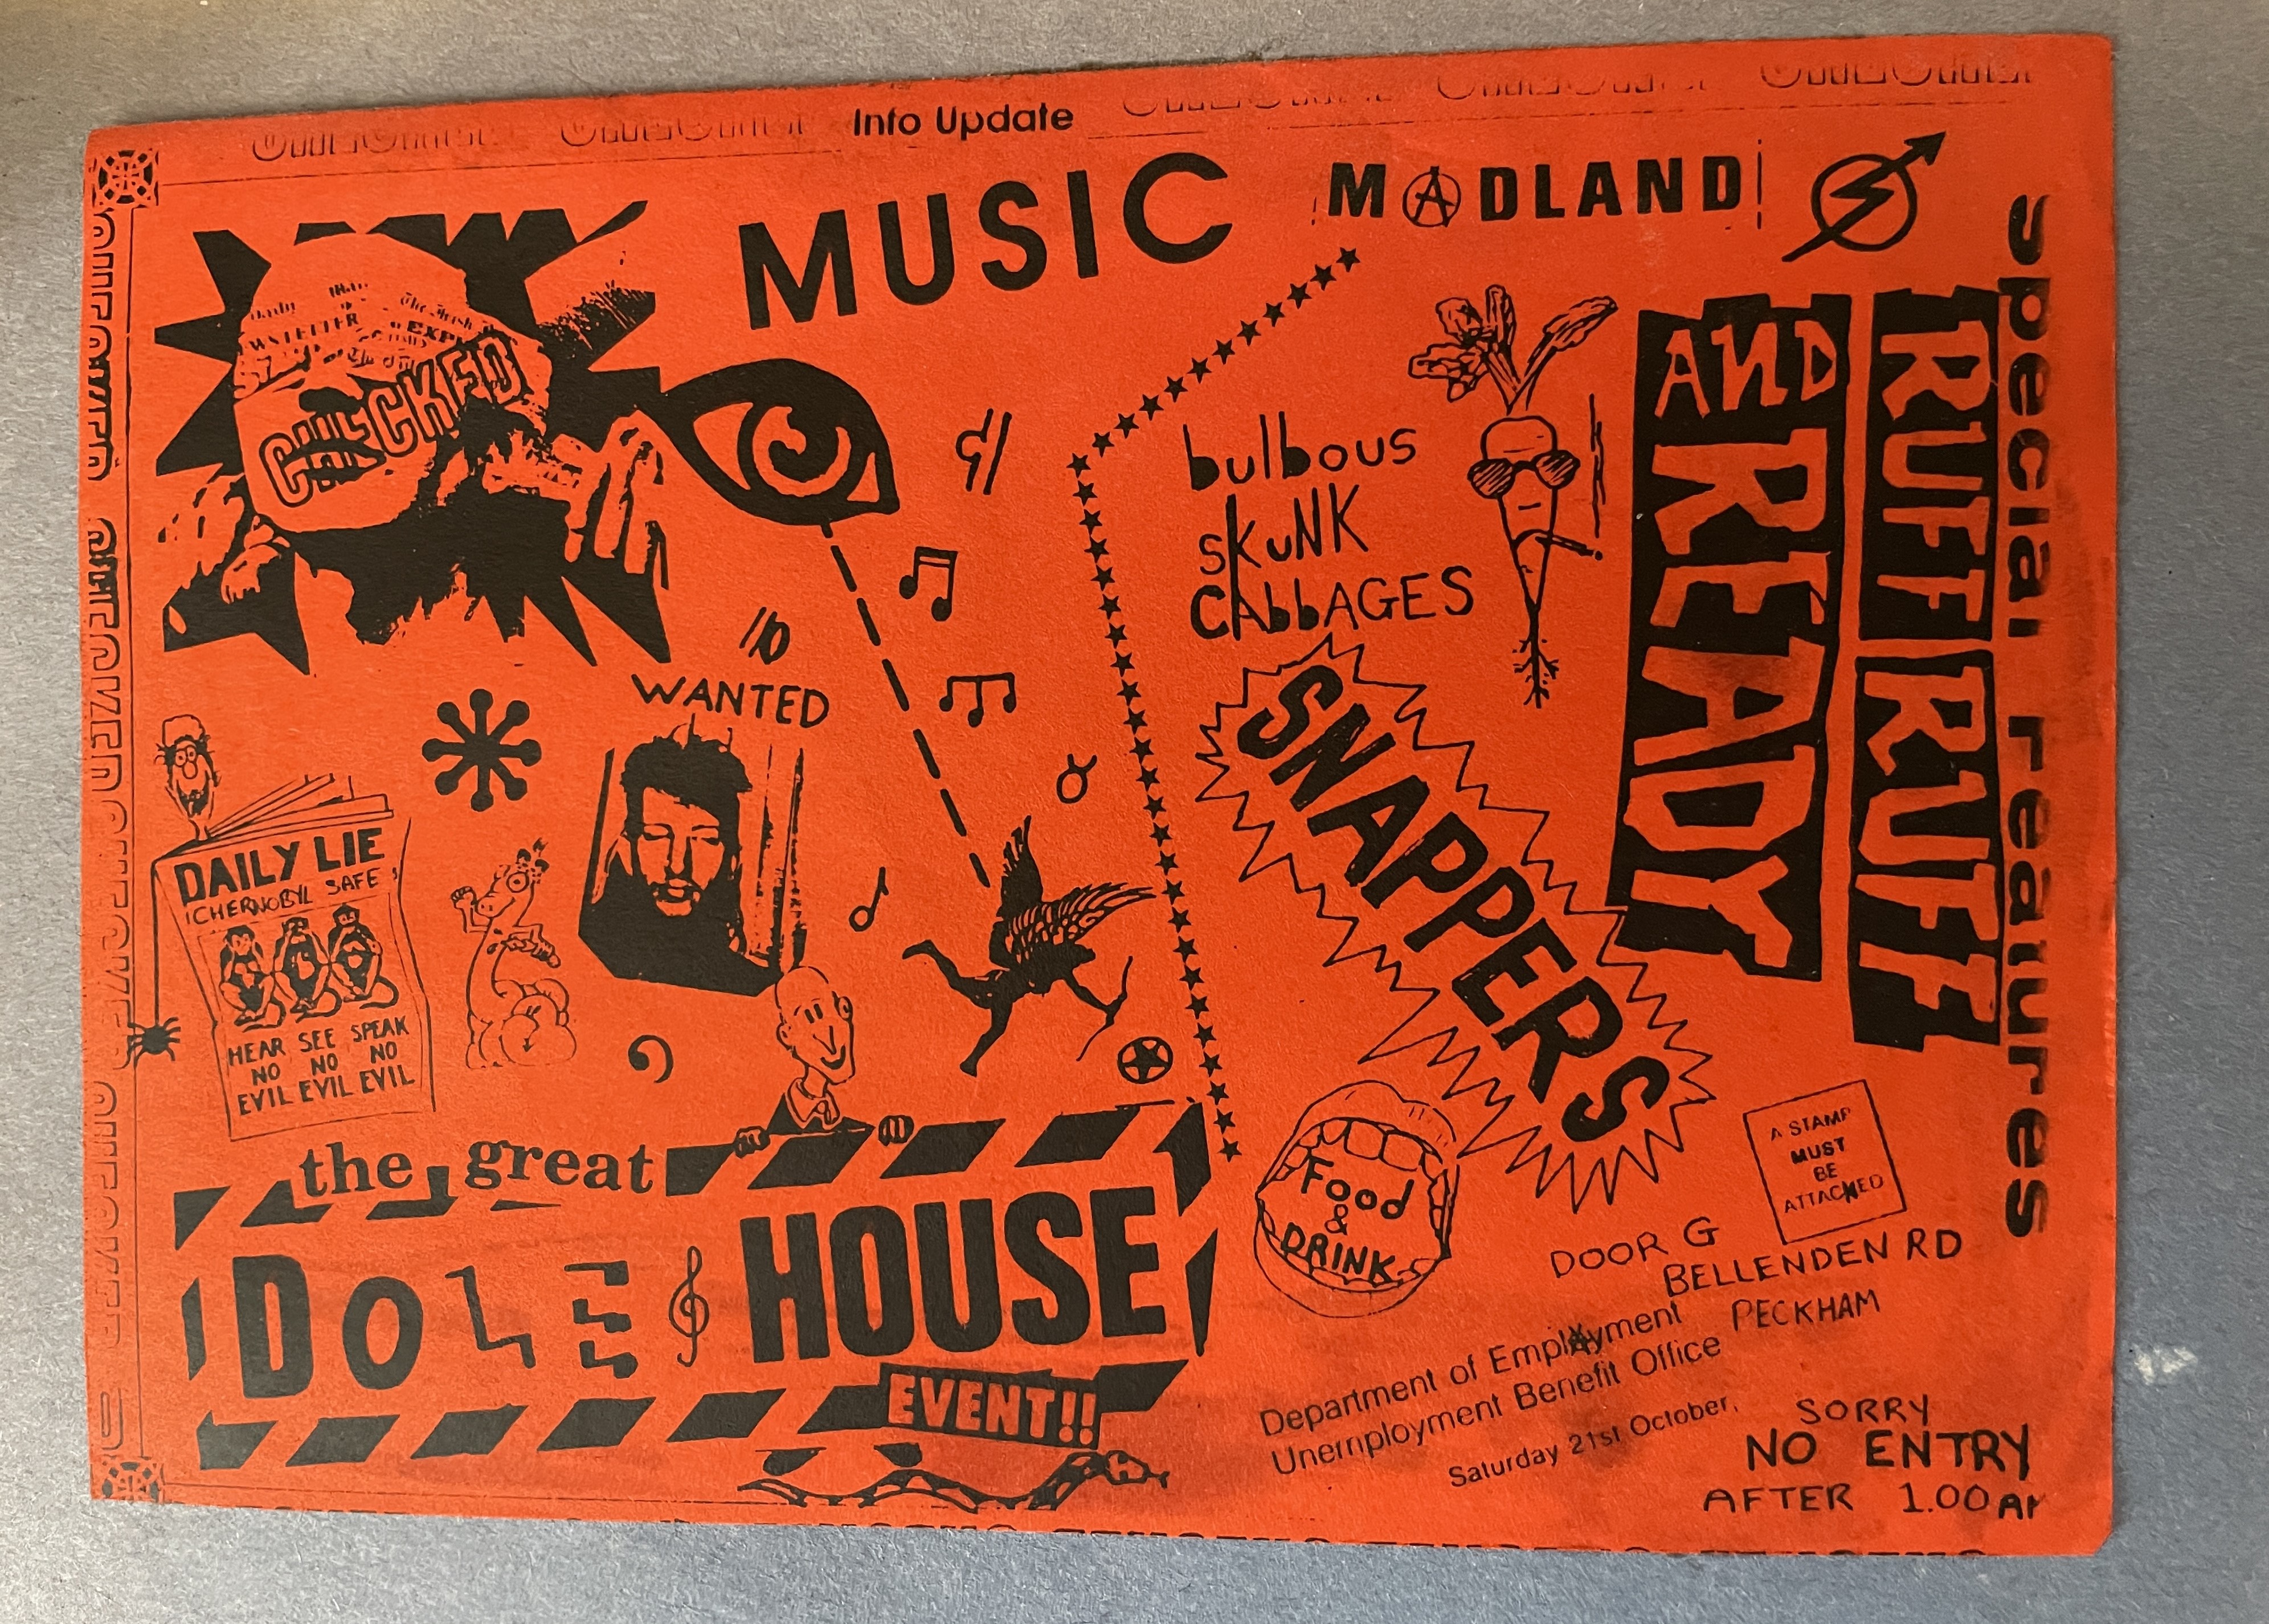 Info Update
MUSIC
MADLAND
special features
RUFF RUFF
AND READY
CHECKED
bulbous
skunk
CAbbAGES
SNAPPERS
WANTED
DAILY LIE
CHERNOBYL SAFE
HEAR SEE SPEAK
NO NO NO
EVIL EVIL EVIL
the great
DOLE HOUSE
EVENT!!
Food
&
DRINK
A STAMP
MUST
BE
ATTACKED
DOOR G
BELLENDEN RD
PECKHAM
Department of Employment
Unemployment Benefit Office
Saturday 21st October,
SORRY
NO ENTRY
AFTER 1.00 AM